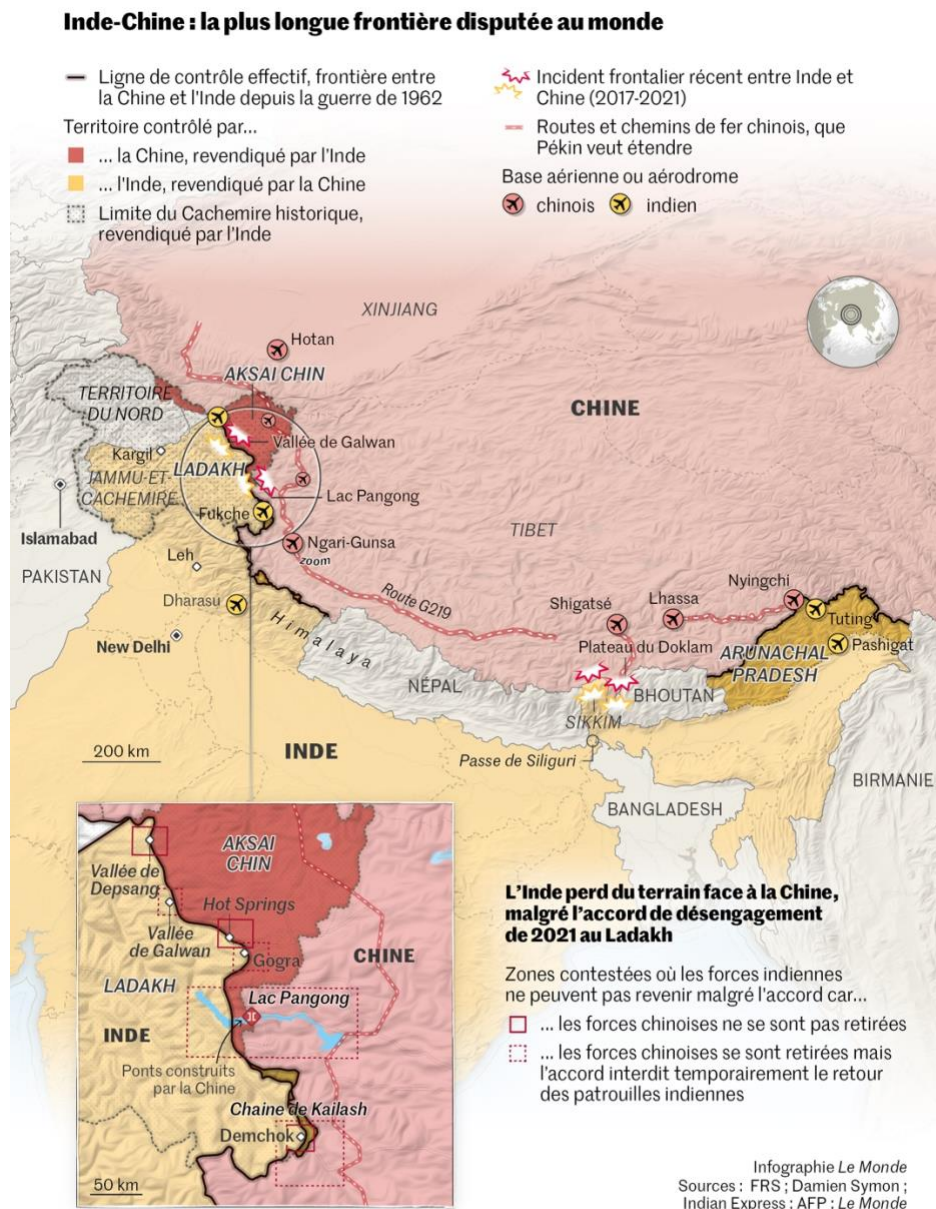 Inde-Chine : la plus longue frontière disputée au monde
Ligne de contrôle effectif, frontière entre
la Chine et l'Inde depuis la guerre de 1962
Territoire contrôlé par...
... la Chine, revendiqué par l'Inde
... l'Inde, revendiqué par la Chine
Limite du Cachemire historique,
revendiqué par l'Inde
Incident frontalier récent entre Inde et
Chine (2017-2021)
Routes et chemins de fer chinois, que
Pékin veut étendre
Base aérienne ou aérodrome
chinois
indien
XINJIANG
Hotan
AKSAI CHIN
TERRITOIRE
DU NORD
CHINE
Vallée de Galwan
Kargil
LADAKH
JAMMU-ET-
CACHEMIRE
Lac Pangong
Fukche
Islamabad
TIBET
Ngari-Gunsa
zoom
Leh
PAKISTAN
Route G219
Nyingchi
Shigatsé
Lhassa
Dharasu
Tuting
Himalaya
New Delhi
Plateau du Doklam
ARUNACHAL
PRADESH
Pashigat
NÉPAL
BHOUTAN
SIKKIM
INDE
200 km
Passe de Siliguri
BIRMANIE
BANGLADESH
AKSAI
CHIN
Vallée de
Depsang
Hot Springs
Vallée
de Galwan
Gogra
CHINE
LADAKH
Lac Pangong
INDE
Ponts construits
par la Chine
Chaine de Kailash
Demchok
50 km
L'Inde perd du terrain face à la Chine,
malgré l'accord de désengagement
de 2021 au Ladakh
Zones contestées où les forces indiennes
ne peuvent pas revenir malgré l'accord car...
... les forces chinoises ne se sont pas retirées
... les forces chinoises se sont retirées mais
l'accord interdit temporairement le retour
des patrouilles indiennes
Infographie Le Monde
Sources : FRS ; Damien Symon ;
Indian Express ; AFP ; Le Monde